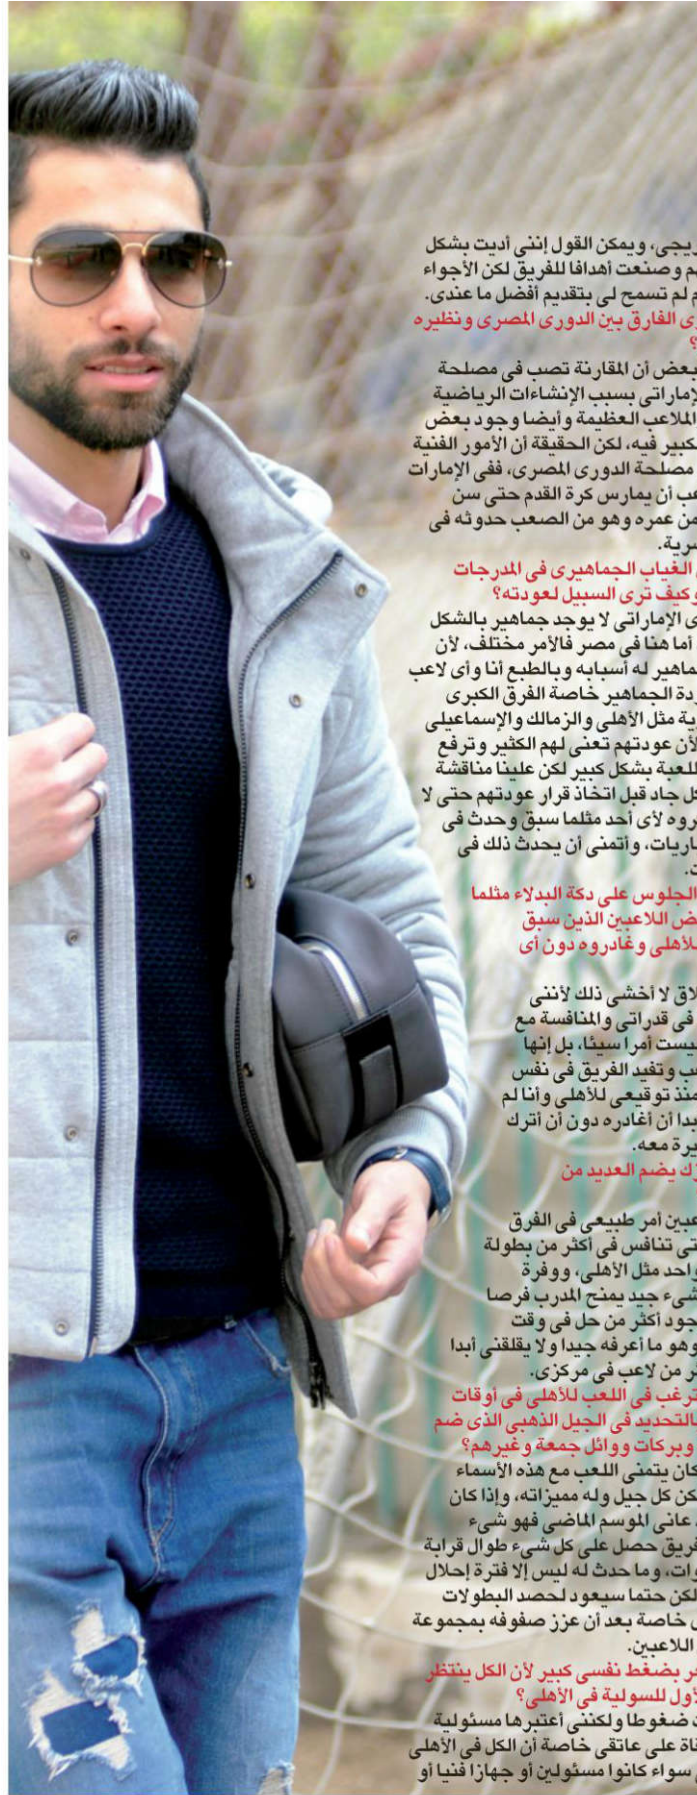 ريجى، ويمكن القول إننى أديت بشكل
هم وصنعت أهدافا للفريق لكن الأجواء
م لم تسمح لى بتقديم أفضل ما عندى.
رى الفارق بين الدورى المصرى ونظيره
؟
بعض أن المقارنة تصب فى مصلحة
لإماراتى بسبب الإنشاءات الرياضية
الملاعب العظيمة وأيضا وجود بعض
كبير فيه، لكن الحقيقة أن الأمور الفنية
مصلحة الدورى المصرى، ففى الإمارات
عب أن يمارس كرة القدم حتى سن
من عمره وهو من الصعب حدوثه فى
سرية.
الغياب الجماهيرى فى المدرجات
وكيف ترى السبيل لعودته؟
ى الإماراتى لا يوجد جماهير بالشكل
أما هنا فى مصر فالأمر مختلف، لأن
ماهير له أسبابه وبالطبع أنا وأى لاعب
دة الجماهير خاصة الفرق الكبرى
ية مثل الأهلى والزمالك والإسماعيلى
لأن عودتهم تعنى لهم الكثير وترفع
للعبة بشكل كبير لكن علينا مناقشة
كل جاد قبل اتخاذ قرار عودتهم حتى لا
روه لأى أحد مثلما سبق وحدث فى
باريات، وأتمنى أن يحدث ذلك فى
ت.
الجلوس على دكة البدلاء مثلما
ض اللاعبين الذين سبق
للأهلى وغادروه دون أى
لاق لا أخشى ذلك لأننى
فى قدراتى والمنافسة مع
ليست أمرا سيئا، بل إنها
عب وتفيد الفريق فى نفس
منذ توقيعى للأهلى وأنا لم
بدا أن أغادره دون أن أترك
يرة معه.
زك يضم العديد من
عبين أمر طبيعى فى الفرق
تى تنافس فى أكثر من بطولة
واحد مثل الأهلى، ووفرة
شىء جيد يمنح المدرب فرصا
جود أكثر من حل فى وقت
وهو ما أعرفه جيدا ولا يقلقنى أبدا
ثر من لاعب فى مركزى.
ترغب فى اللعب للأهلى فى أوقات
بالتحديد فى الجيل الذهبى الذى ضم
وبركات ووائل جمعة وغيرهم؟
كان يتمنى اللعب مع هذه الأسماء
كن كل جيل وله مميزاته، وإذا كان
عانى الموسم الماضى فهو شىء
فريق حصل على كل شىء طوال قرابة
وات، وما حدث له ليس إلا فترة إحلال
لكن حتما سيعود لحصد البطولات
ى خاصة بعد أن عزز صفوفه بمجموعة
اللاعبين.
عر بضغط نفسى كبير لأن الكل ينتظر
لأول للسولية فى الأهلى؟
ت ضغوطا ولكننى أعتبرها مسئولية
قاة على عاتقى خاصة أن الكل فى الأهلى
سواء كانوا مسئولين أو جهازا فنيا أو